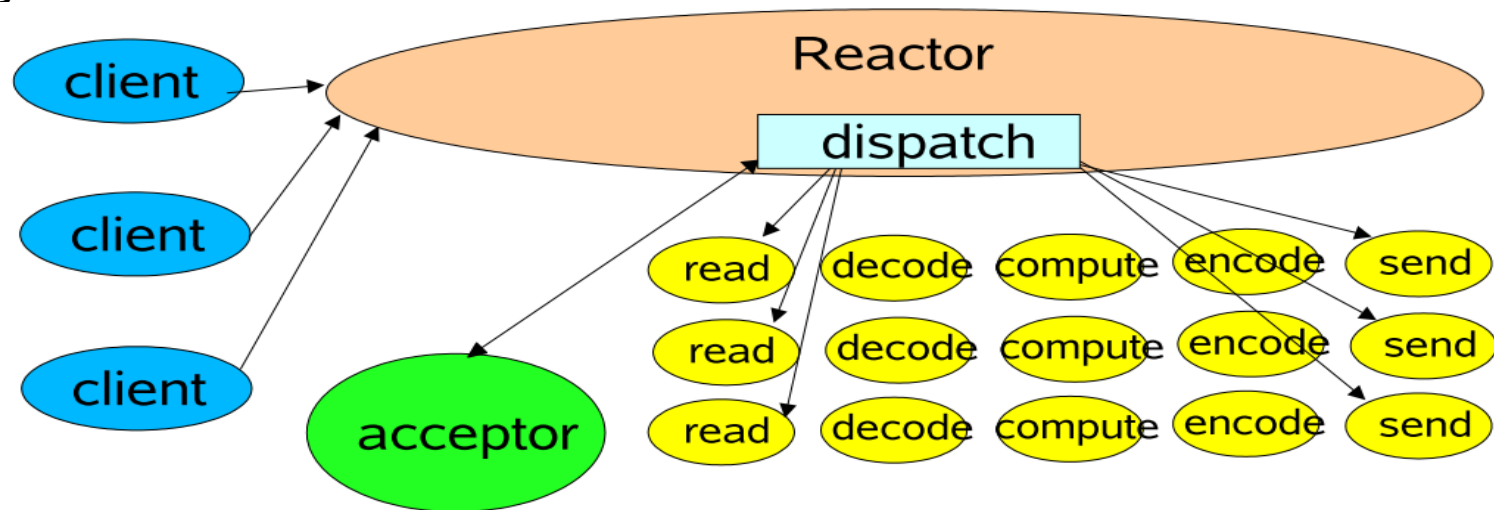 Reactor
client
dispatch
client
read decode compute encode send
read decode compute encode send
client
acceptor
read decode compute encode send